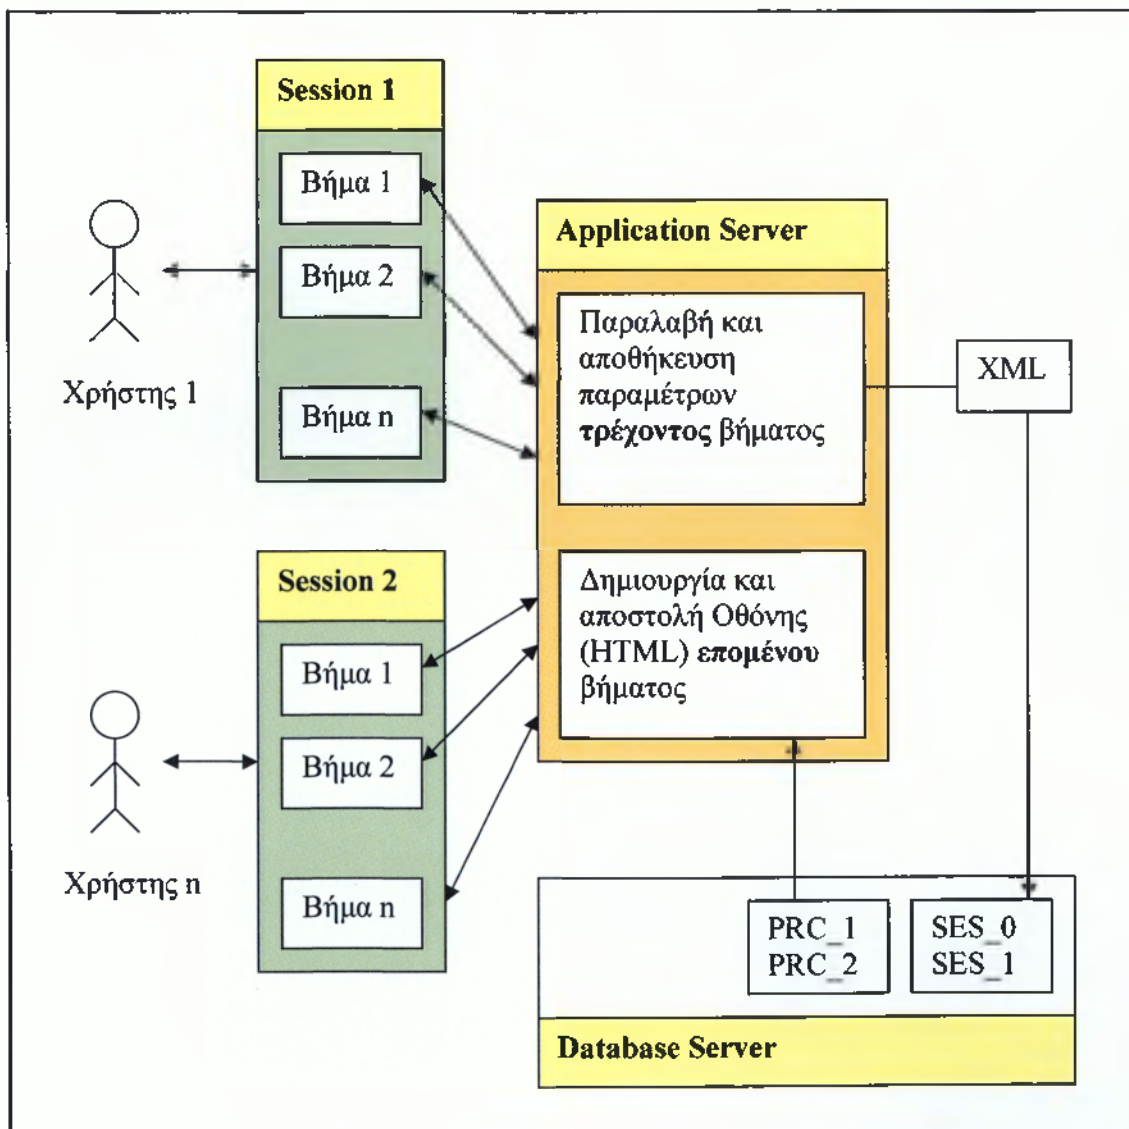 Session 1
Βήμα 1
Βήμα 2
Βήμα n
Χρήστης 1
Application Server
Παραλαβή και
αποθήκευση
παραμέτρων
τρέχοντος βήματος
XML
Session 2
Βήμα 1
Βήμα 2
Βήμα n
Χρήστης n
Δημιουργία και
αποστολή Οθόνης
(HTML) επομένου
βήματος
PRC_1
PRC_2
SES_0
SES_1
Database Server